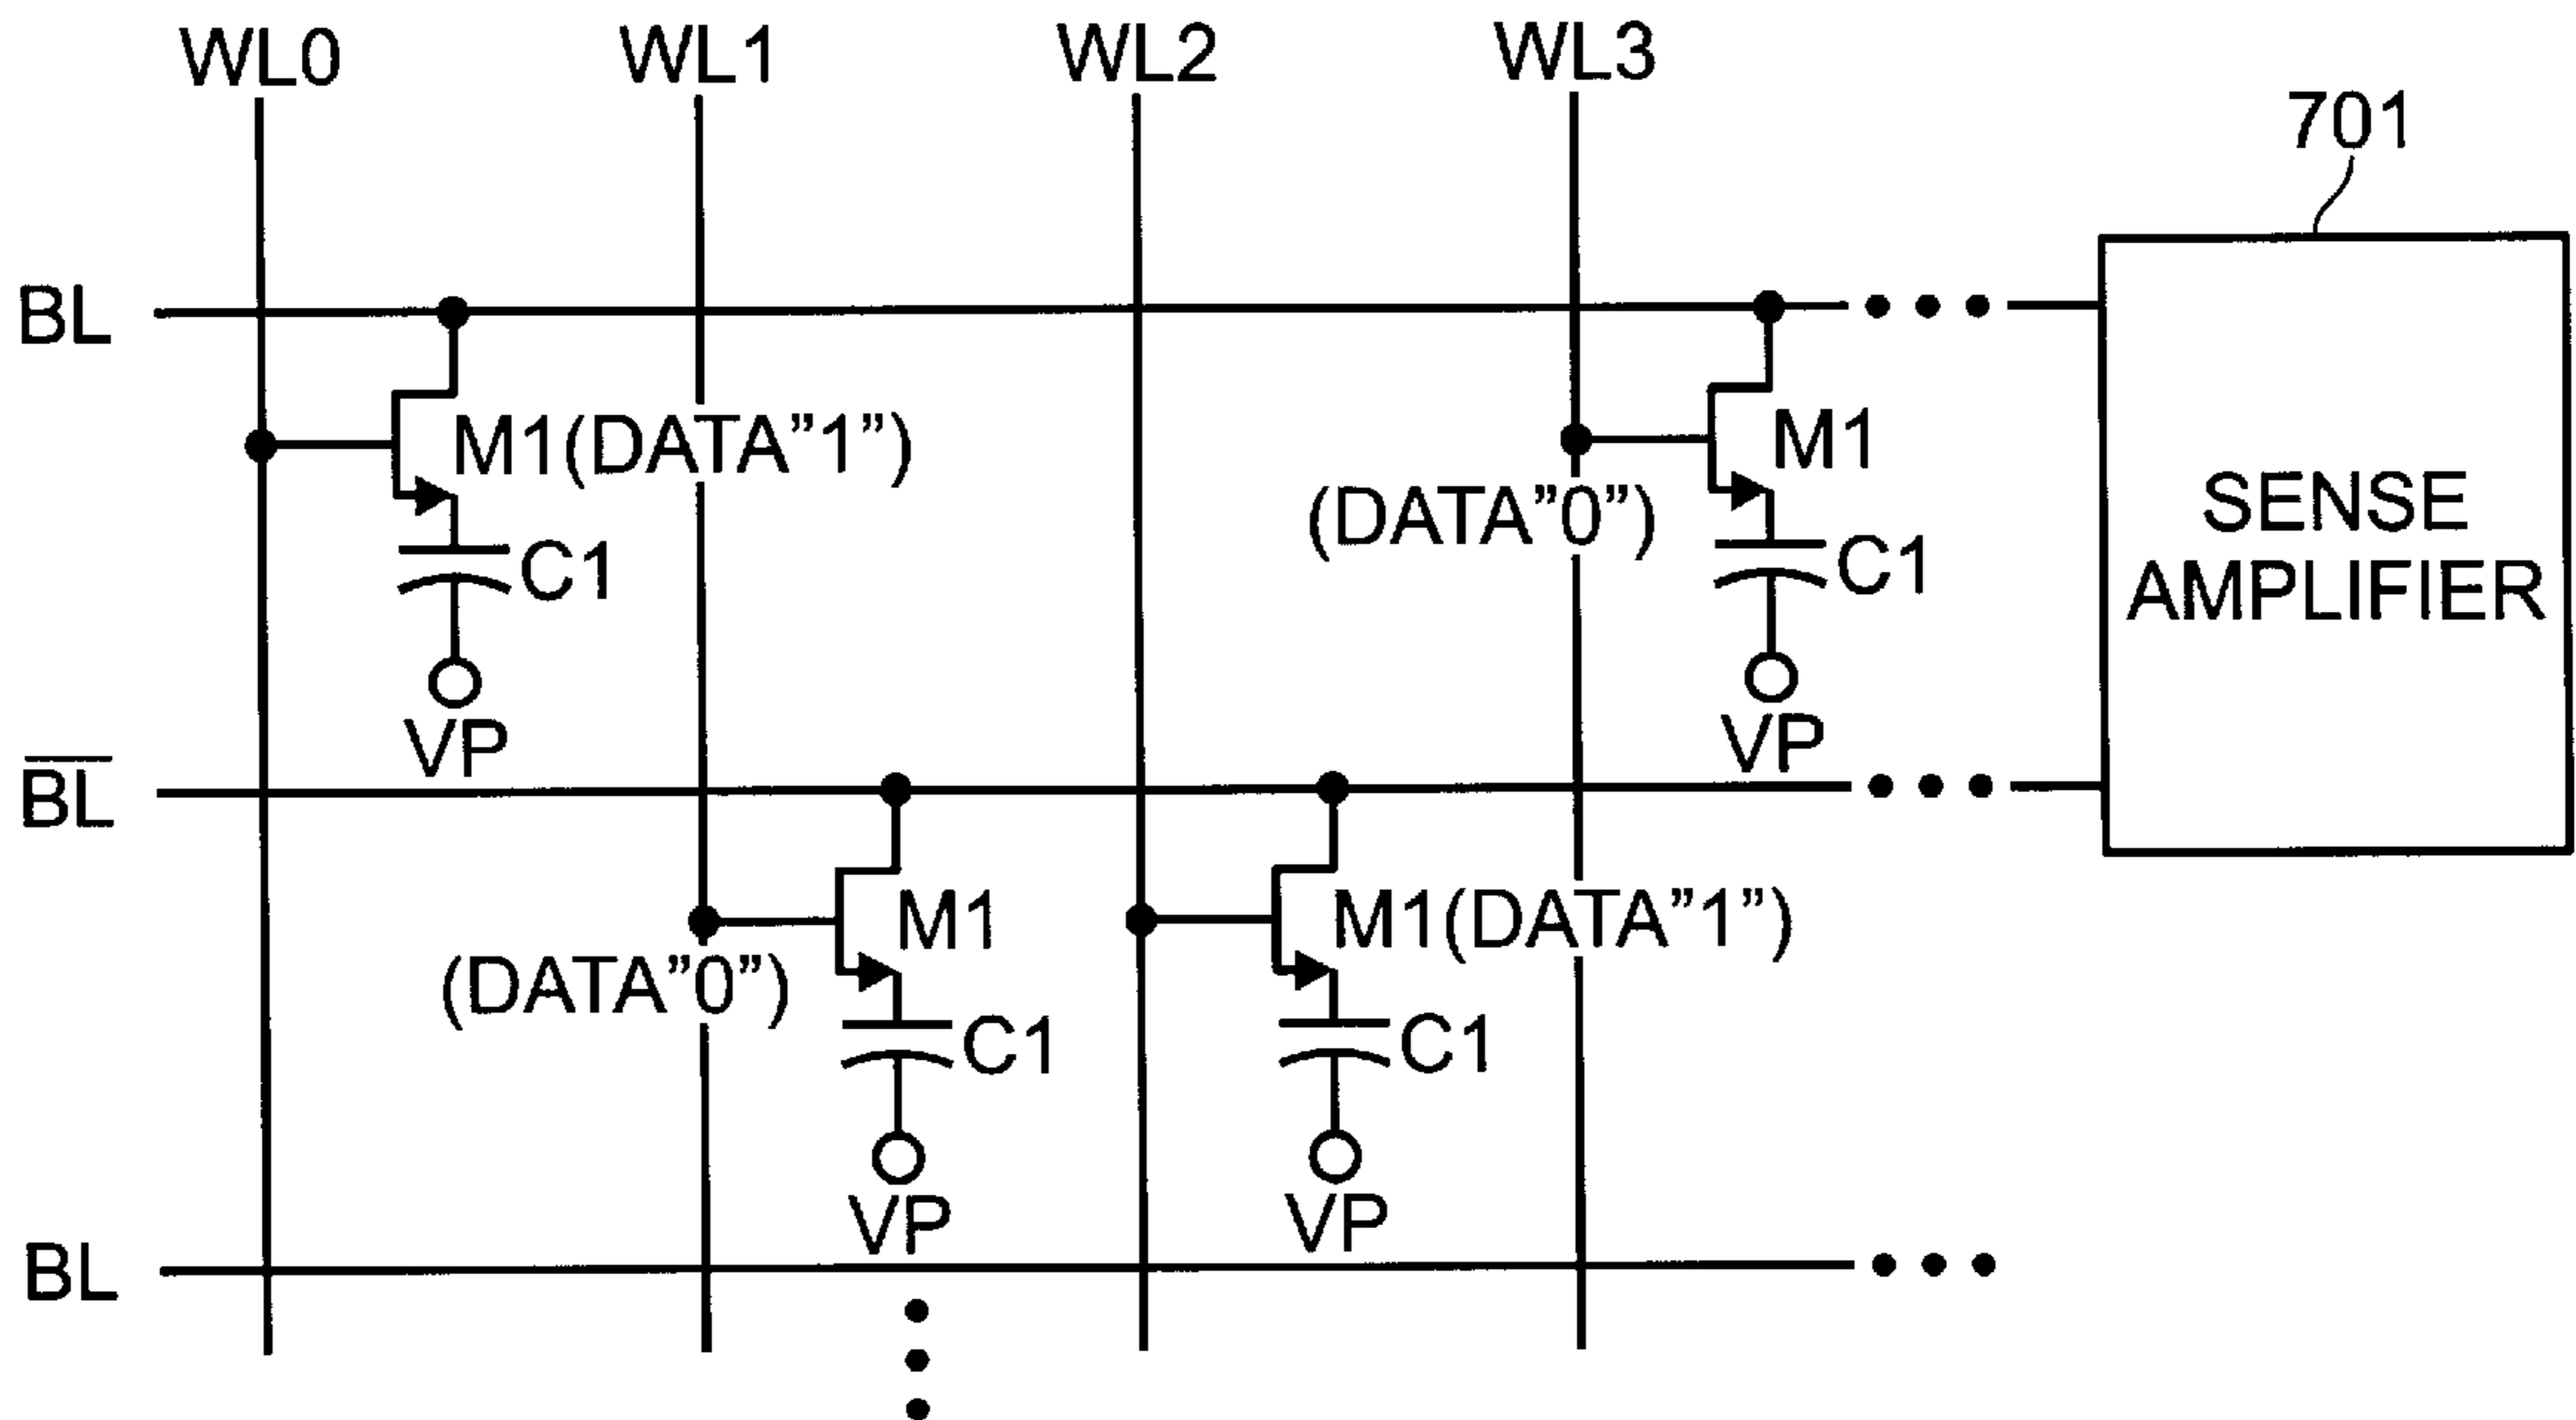 WL0
WL1
WL2
WL3
701
BL
M1(DATA”1”)
M1
(DATA”0”)
C1
C1
SENSE
AMPLIFIER
VP
VP
B̅L̅
M1
(DATA”0”)
M1(DATA”1”)
C1
C1
VP
VP
BL